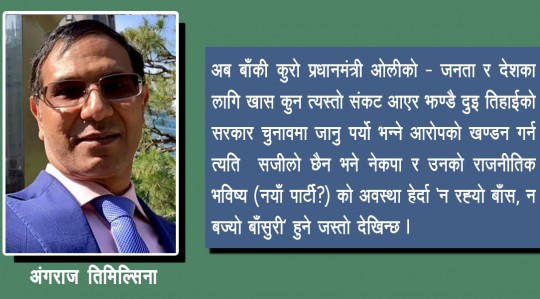 अब बाँकी कुरो प्रधानमंत्री ओलीको - जनता र देशका
लागि खास कुन त्यस्तो संकट आएर झण्डै दुइ तिहाईको
सरकार चुनावमा जानु पर्यो भन्ने आरोपको खण्डन गर्न
त्यति सजीलो छैन भने नेकपा र उनको राजनीतिक
भविष्य (नयाँ पार्टी?) को अवस्था हेर्दा 'न रह्यो बाँस, न
बज्यो बाँसुरी' हुने जस्तो देखिन्छ ।
अंगराज तिमिल्सिना